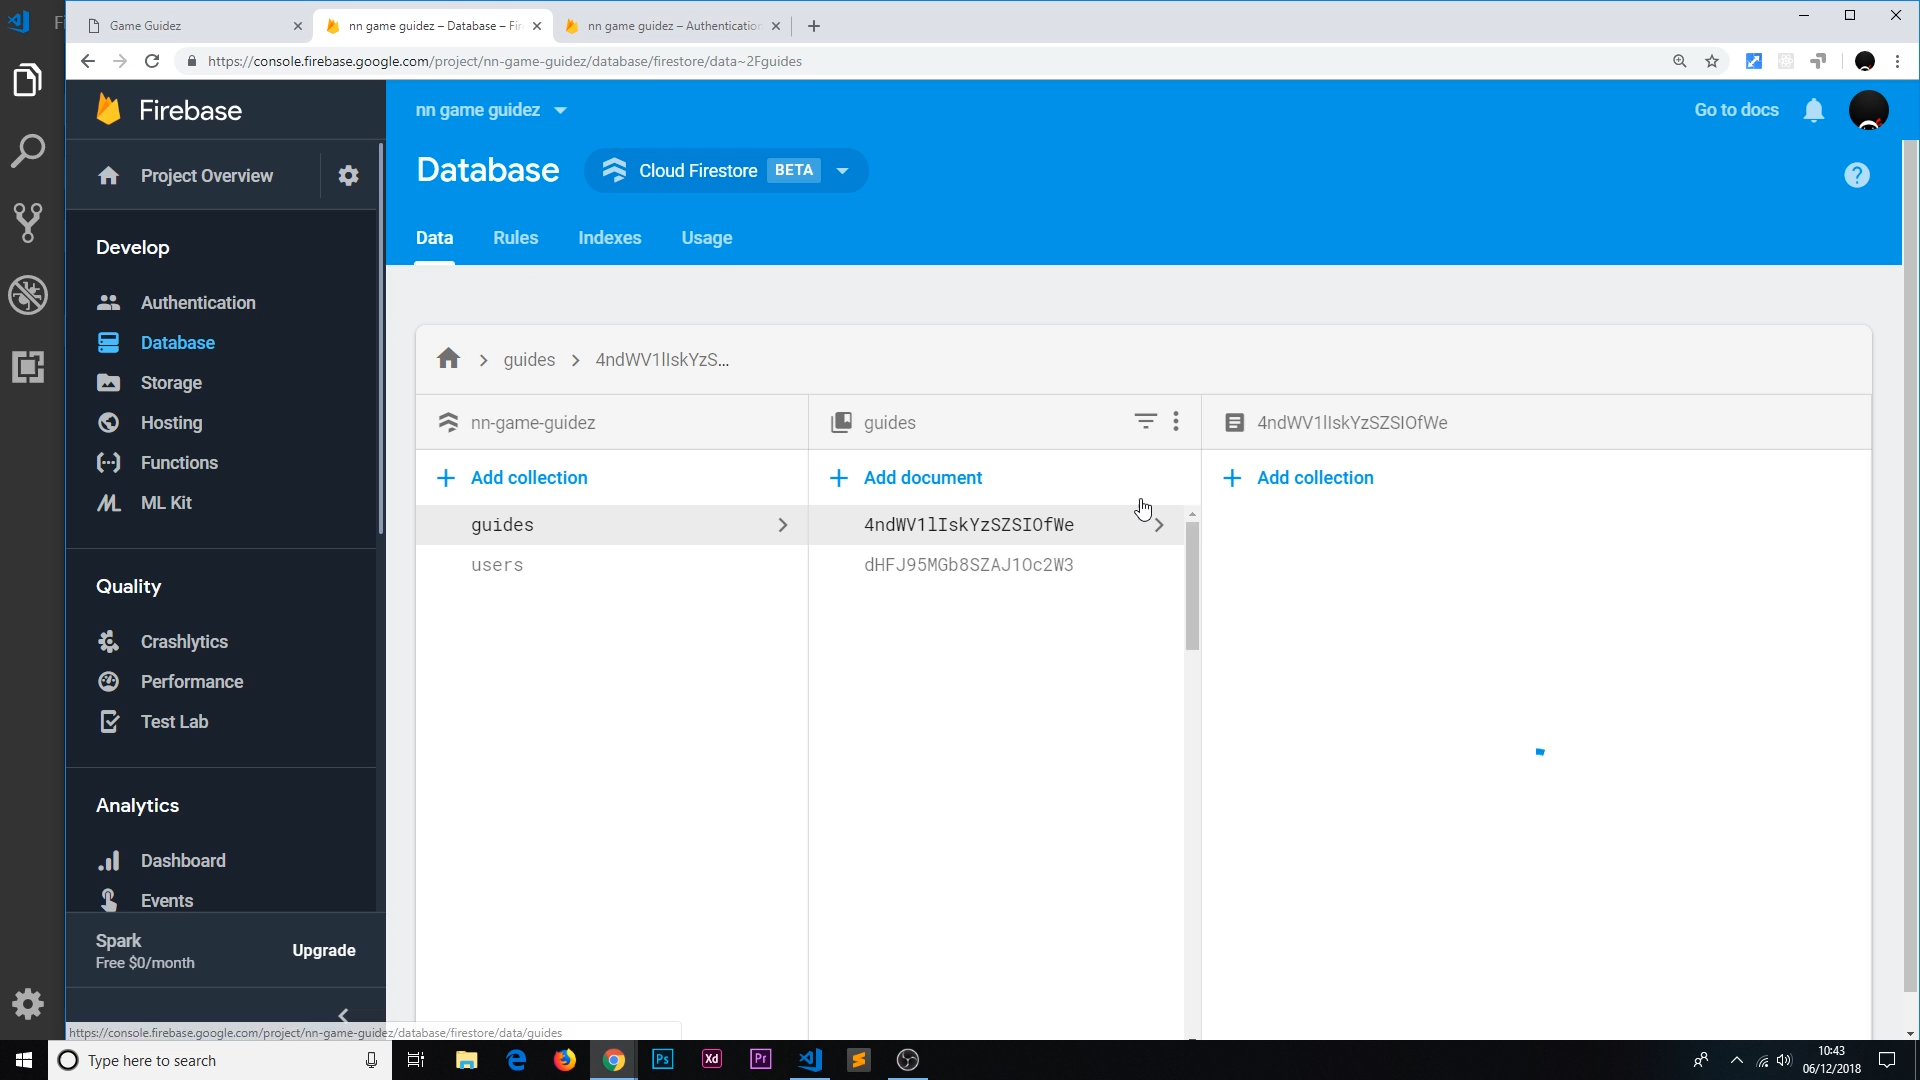 Fi
Game Guidez
nn game guidez – Database – Fir
nn game guidez – Authentication
https://console.firebase.google.com/project/nn-game-guidez/database/firestore/data~2Fguides
Firebase
nn game guidez
Go to docs
Project Overview
Database
Cloud Firestore
BETA
Data
Rules
Indexes
Usage
Develop
Authentication
Database
Storage
Hosting
Functions
ML Kit
Quality
Crashlytics
Performance
Test Lab
Analytics
Dashboard
Events
Spark
Free $0/month
Upgrade
guides
4ndWV1lIskYzS...
nn-game-guidez
guides
4ndWV1lIskYzSZSIOfWe
Add collection
Add document
Add collection
guides
4ndWV1lIskYzSZSIOfWe
users
dHFJ95MGb8SZAJ1Oc2W3
https://console.firebase.google.com/project/nn-game-guidez/database/firestore/data/guides
Type here to search
Ps
Xd
Pr
10:43
06/12/2018